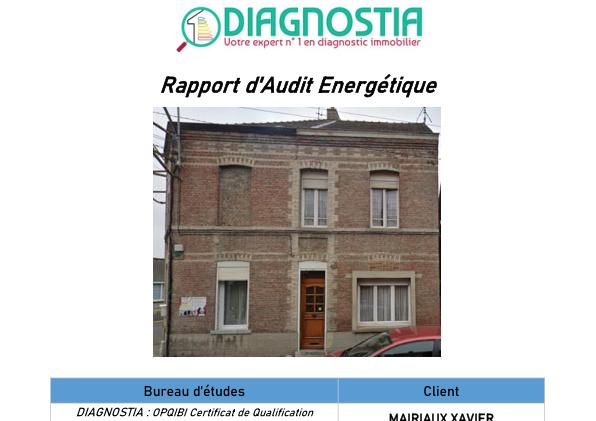 DIAGNOSTIA
Votre expert n°1 en diagnostic immobilier
Rapport d'Audit Energétique
Bureau d'études
Client
DIAGNOSTIA : OPQIBI Certificat de Qualification
MAIRIAUX XAVIER